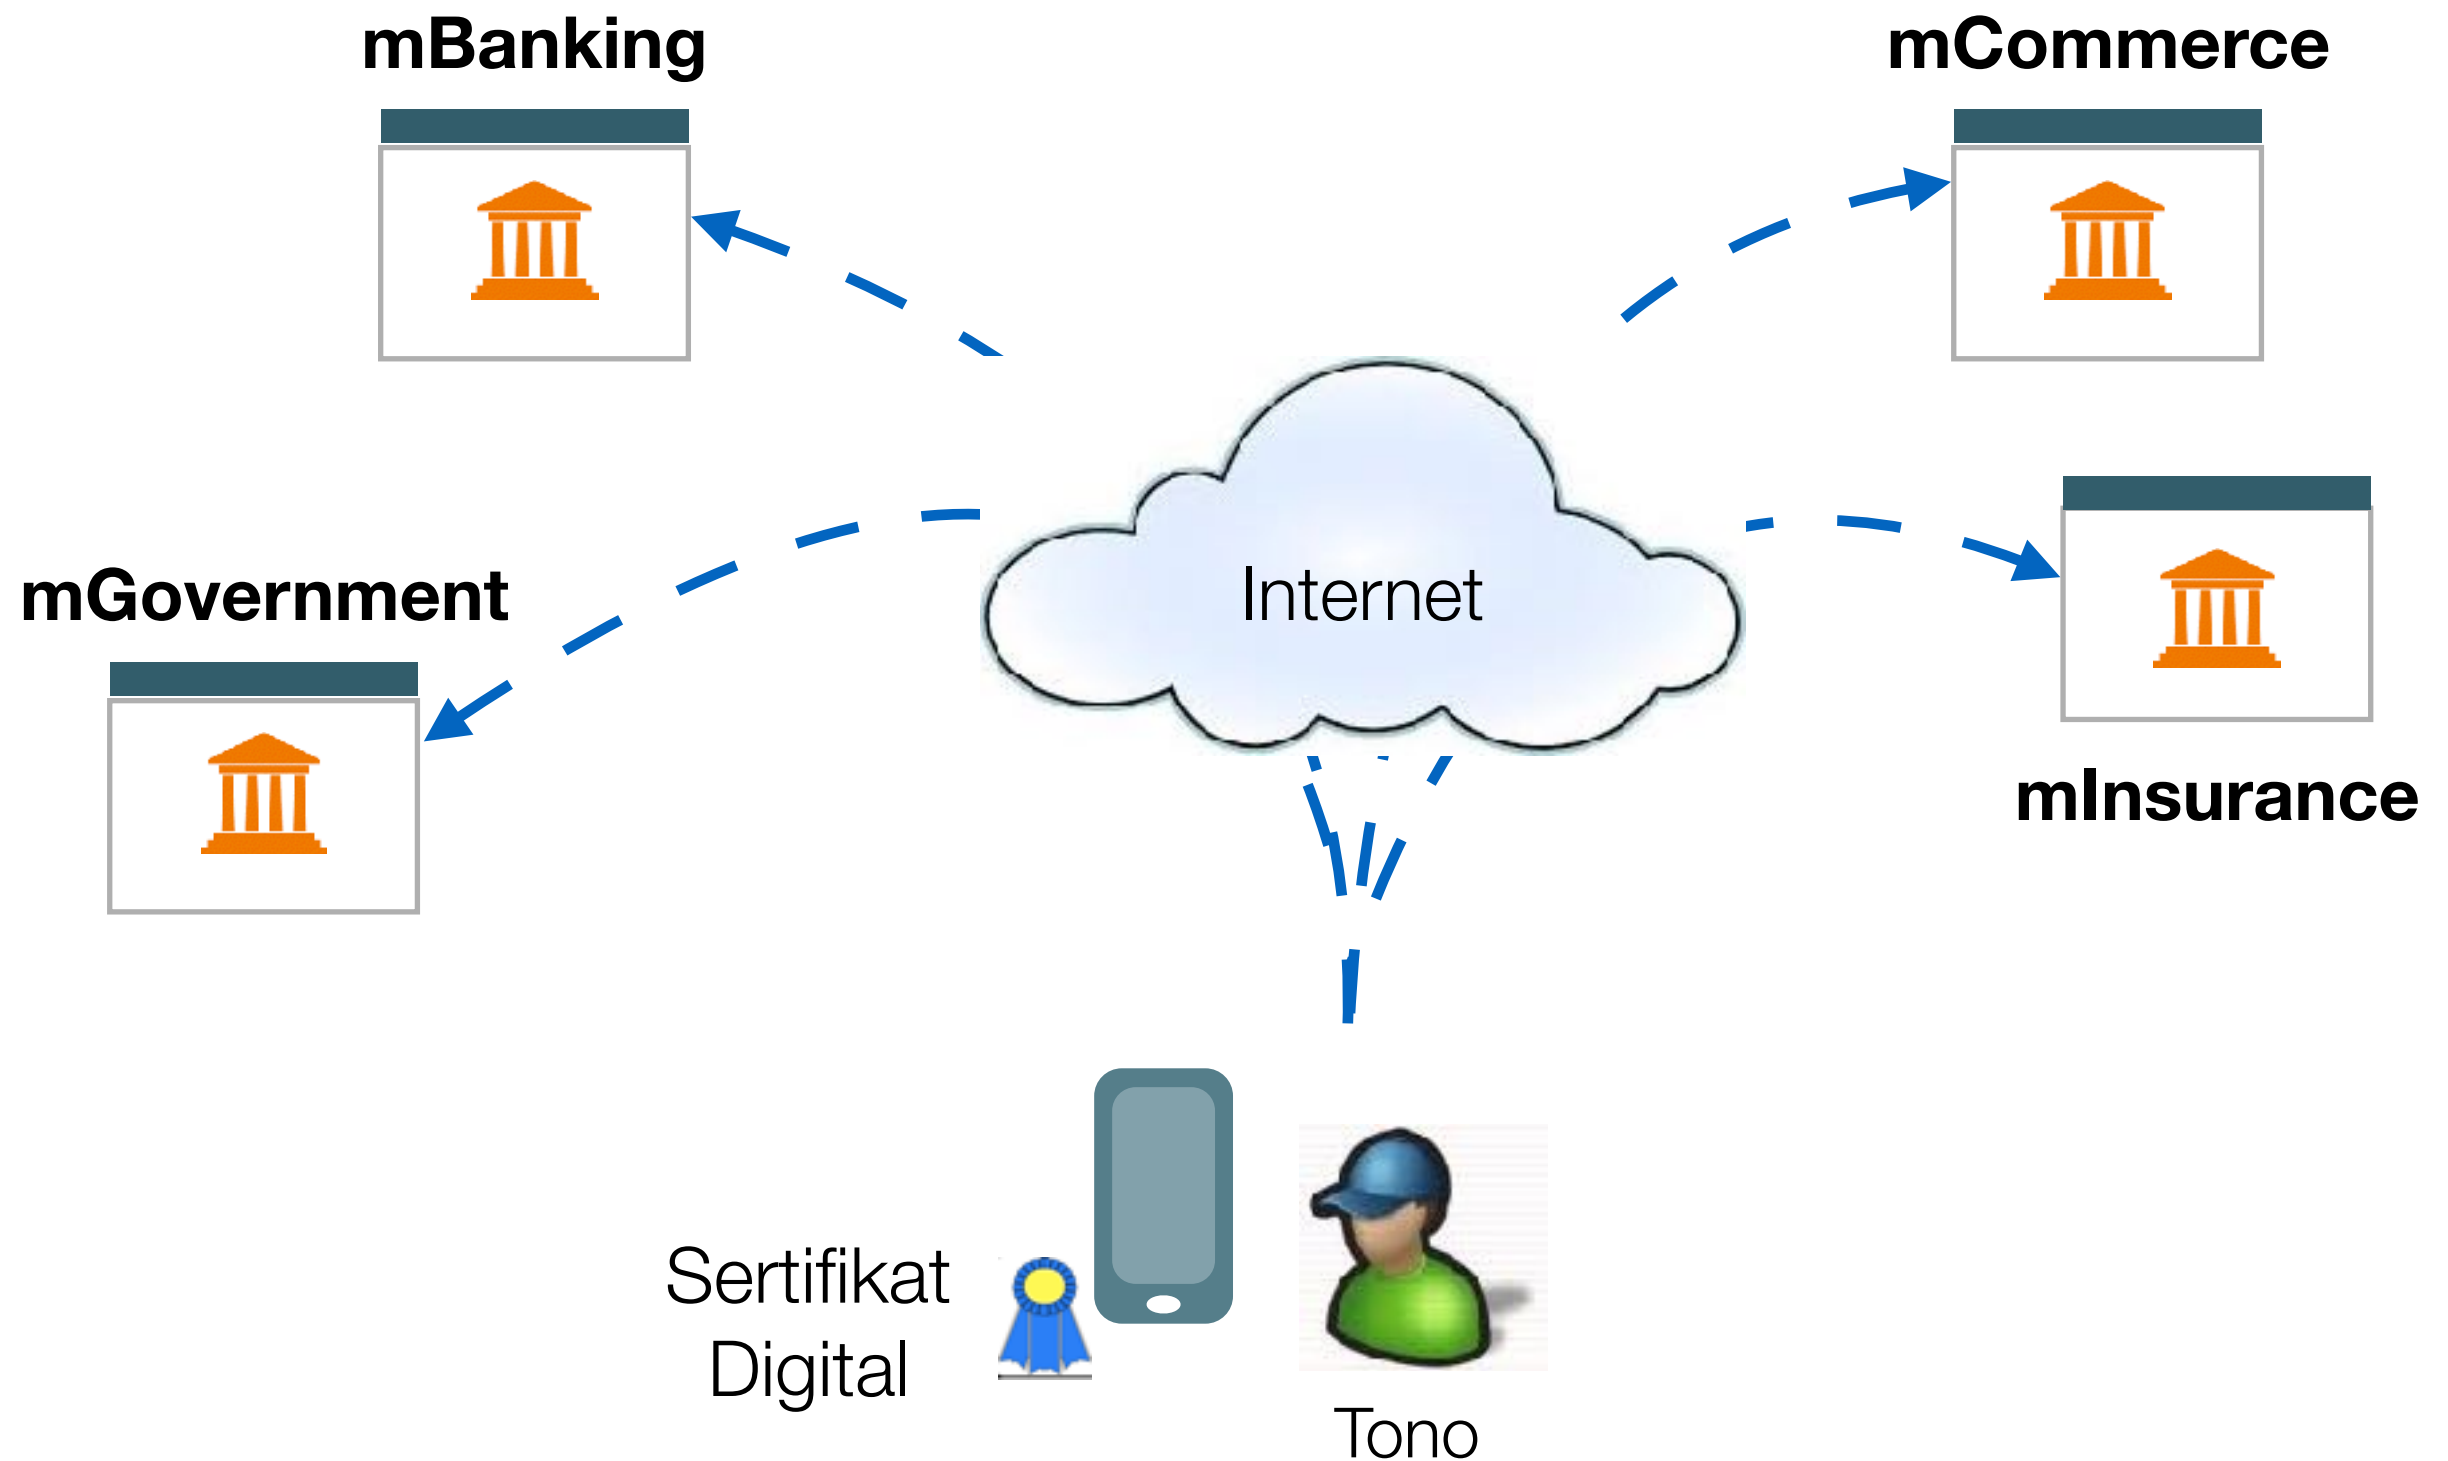 mBanking
mCommerce
Internet
mGovernment
mInsurance
Sertifikat
Digital
Tono